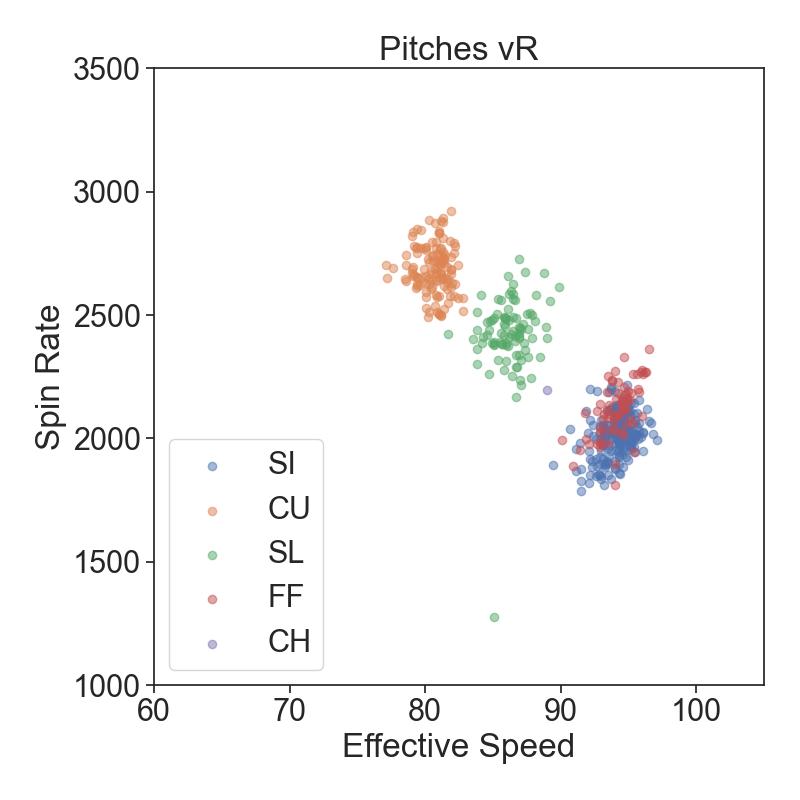 Pitches vR
3500
3000
2500
2000
1500
1000
Spin Rate
SI
CU
SL
FF
CH
60 70 80 90 100
Effective Speed